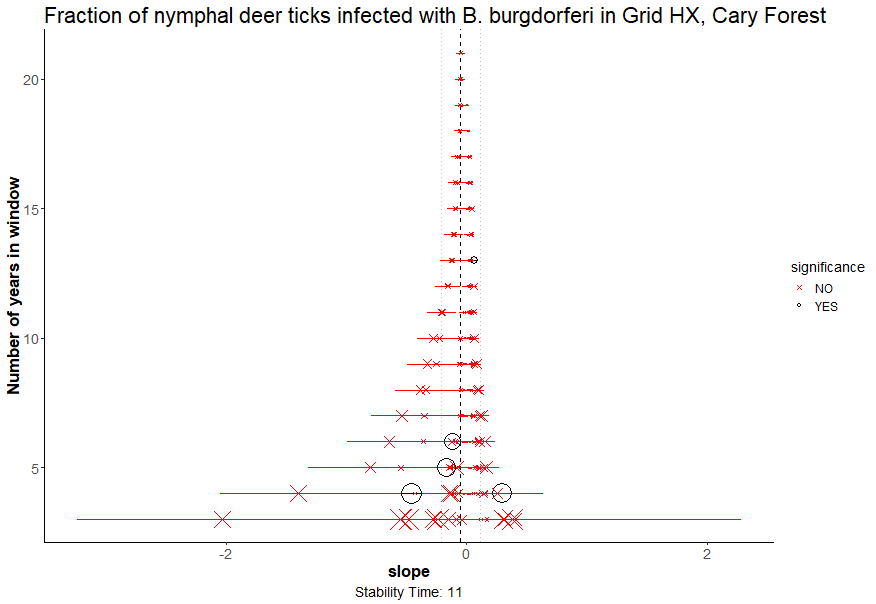 Fraction of nymphal deer ticks infected with B. burgdorferi in Grid HX, Cary Forest
Number of years in window
20
15
10
5
-2
0
2
slope
Stability Time: 11
significance
NO
YES